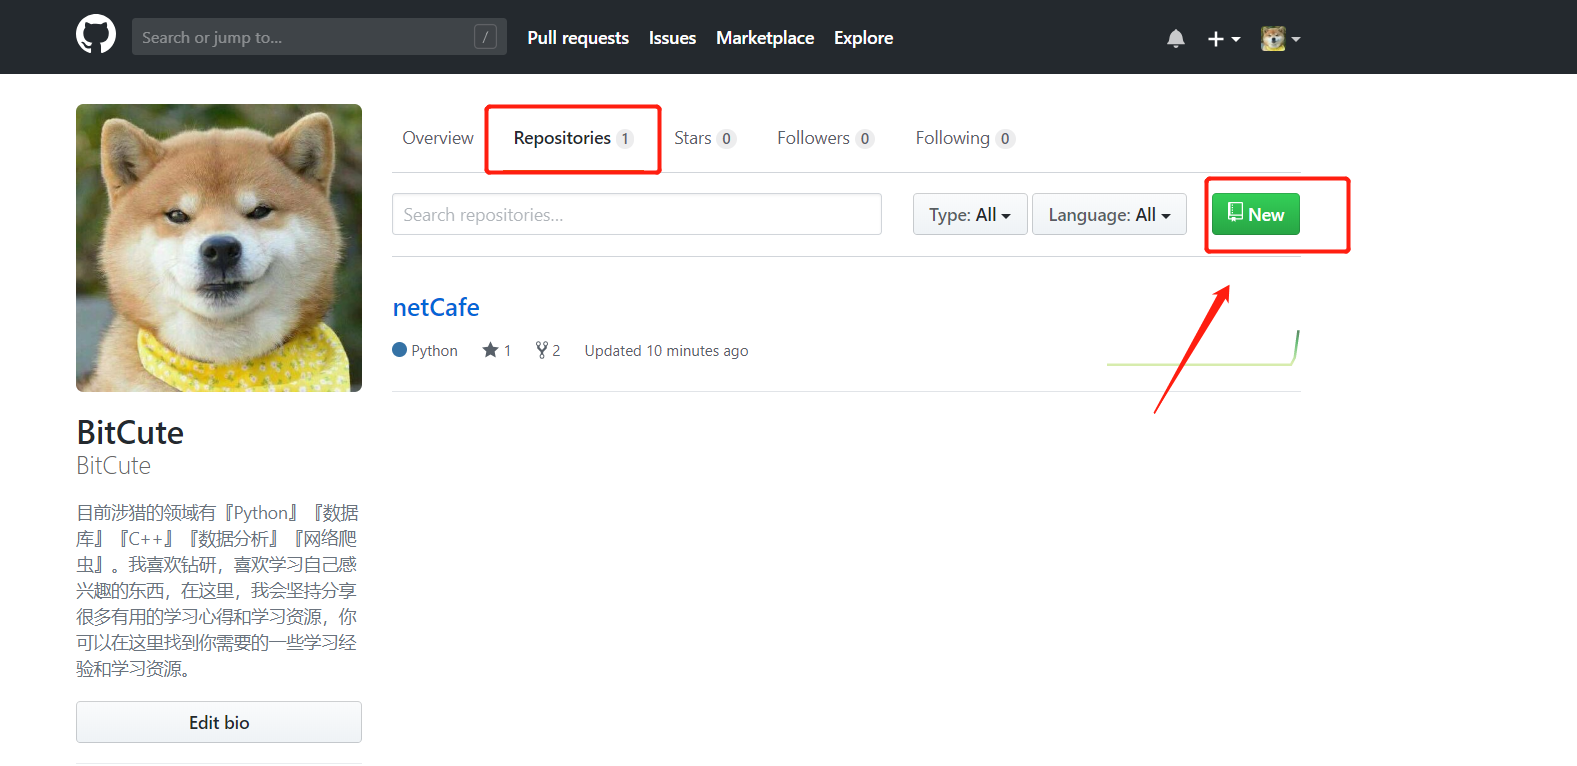 Search or jump to... / Pull requests Issues Marketplace Explore
Overview Repositories 1 Stars 0 Followers 0 Following 0
Search repositories... Type: All Language: All New
netCafe
Python 1 2 Updated 10 minutes ago
BitCute
BitCute
目前涉猎的领域有『Python』『数据
库』『C++』『数据分析』『网络爬
虫』。我喜欢钻研，喜欢学习自己感
兴趣的东西，在这里，我会坚持分享
很多有用的学习心得和学习资源，你
可以在这里找到你需要的一些学习经
验和学习资源。
Edit bio